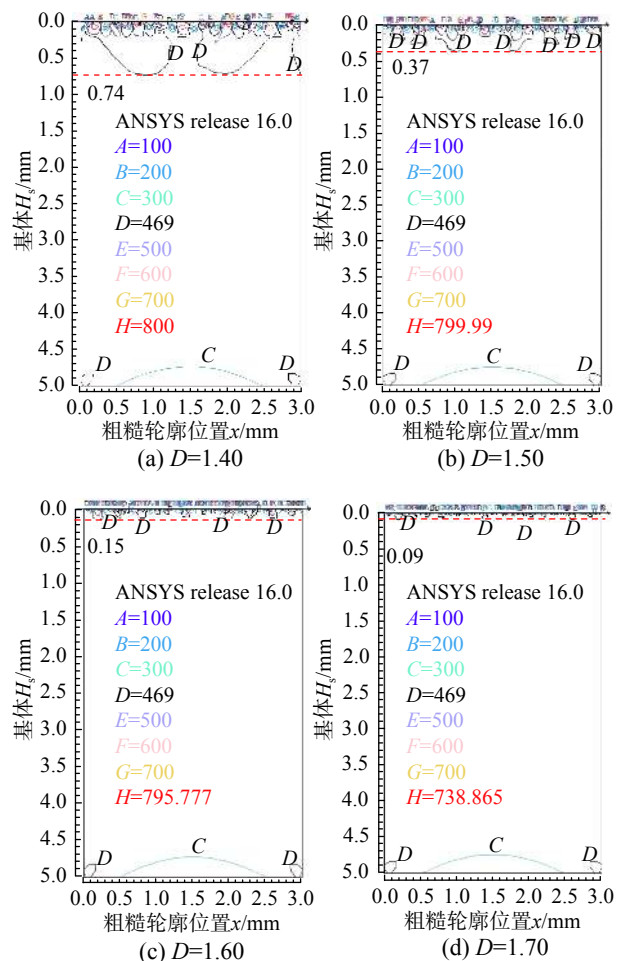 0.0
0.5
1.0
1.5
2.0
2.5
3.0
3.5
4.0
4.5
5.0
基体Hs/mm
D D D
0.74
ANSYS release 16.0
A=100
B=200
C=300
D=469
E=500
F=600
G=700
H=800
D C D
0.0 0.5 1.0 1.5 2.0 2.5 3.0
粗糙轮廓位置x/mm
(a) D=1.40
0.0
0.5
1.0
1.5
2.0
2.5
3.0
3.5
4.0
4.5
5.0
基体Hs/mm
D D D D D D D
0.37
ANSYS release 16.0
A=100
B=200
C=300
D=469
E=500
F=600
G=700
H=799.99
D C D
0.0 0.5 1.0 1.5 2.0 2.5 3.0
粗糙轮廓位置x/mm
(b) D=1.50
0.0
0.5
1.0
1.5
2.0
2.5
3.0
3.5
4.0
4.5
5.0
基体Hs/mm
D D D D
0.15
ANSYS release 16.0
A=100
B=200
C=300
D=469
E=500
F=600
G=700
H=795.777
D C D
0.0 0.5 1.0 1.5 2.0 2.5 3.0
粗糙轮廓位置x/mm
(c) D=1.60
0.0
0.5
1.0
1.5
2.0
2.5
3.0
3.5
4.0
4.5
5.0
基体Hs/mm
D D D D
0.09
ANSYS release 16.0
A=100
B=200
C=300
D=469
E=500
F=600
G=700
H=738.865
D C D
0.0 0.5 1.0 1.5 2.0 2.5 3.0
粗糙轮廓位置x/mm
(d) D=1.70